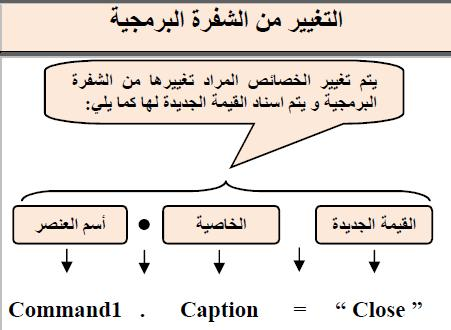 التغيير من الشفرة البرمجية
يتم تغيير الخصائص المراد تغييرها من الشفرة
البرمجية و يتم اسناد القيمة الجديدة لها كما يلي:
أسم العنصر • الخاصية القيمة الجديدة
Command1 . Caption = “ Close ”